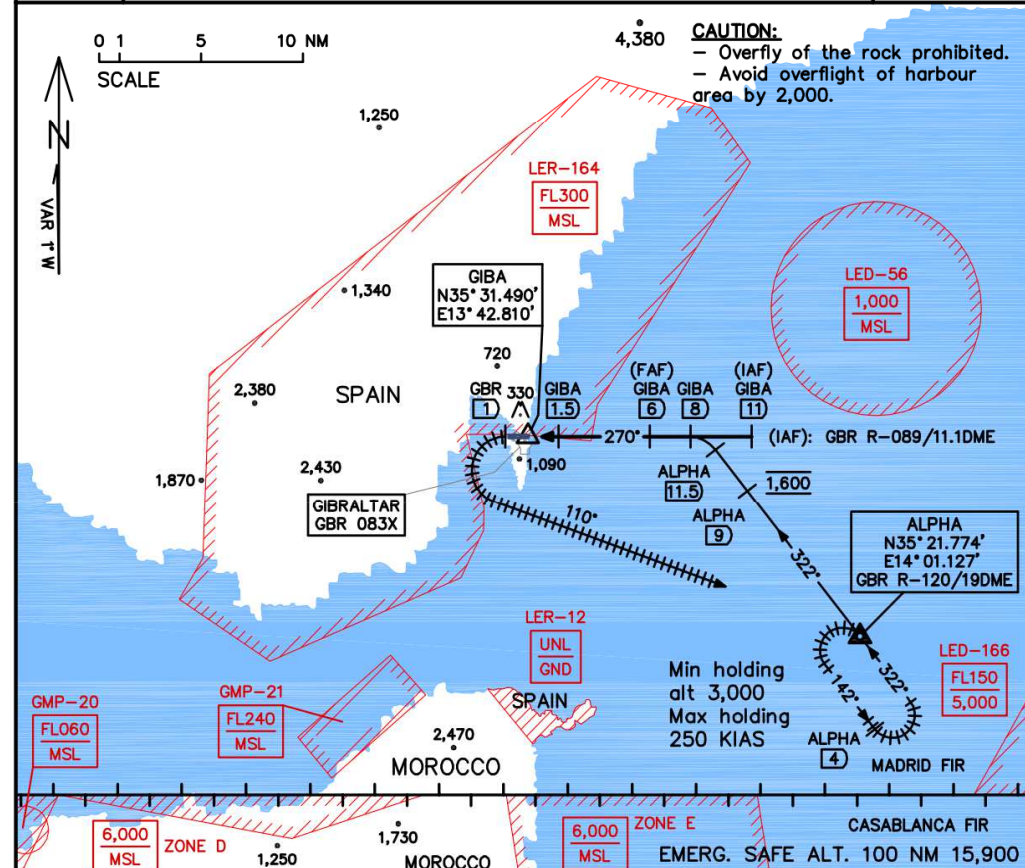 0 1 5 10 NM
SCALE
N
VAR 1° W
4,380
CAUTION:
– Overfly of the rock prohibited.
– Avoid overflight of harbour
area by 2,000.
1,250
LER–164
FL300
MSL
LED–56
1,000
MSL
GIBA
N35° 31.490'
E13° 42.810'
1,340
720
2,380
SPAIN
GBR
1
330
GIBA
1.5
(FAF)
GIBA
6
GIBA
8
(IAF)
GIBA
11
270°
(IAF): GBR R–089/11.1DME
1,090
1,870
2,430
GIBRALTAR
GBR 083X
ALPHA
11.5
1,600
ALPHA
9
110°
322°
ALPHA
N35° 21.774'
E14° 01.127'
GBR R–120/19DME
LER–12
UNL
GND
SPAIN
Min holding
alt 3,000
Max holding
250 KIAS
142°
322°
ALPHA
4
LED–166
FL150
5,000
MADRID FIR
GMP–20
FL060
MSL
GMP–21
FL240
MSL
2,470
MOROCCO
6,000
MSL
ZONE D
1,250
1,730
MOROCCO
6,000
MSL
ZONE E
CASABLANCA FIR
EMERG. SAFE ALT. 100 NM 15,900